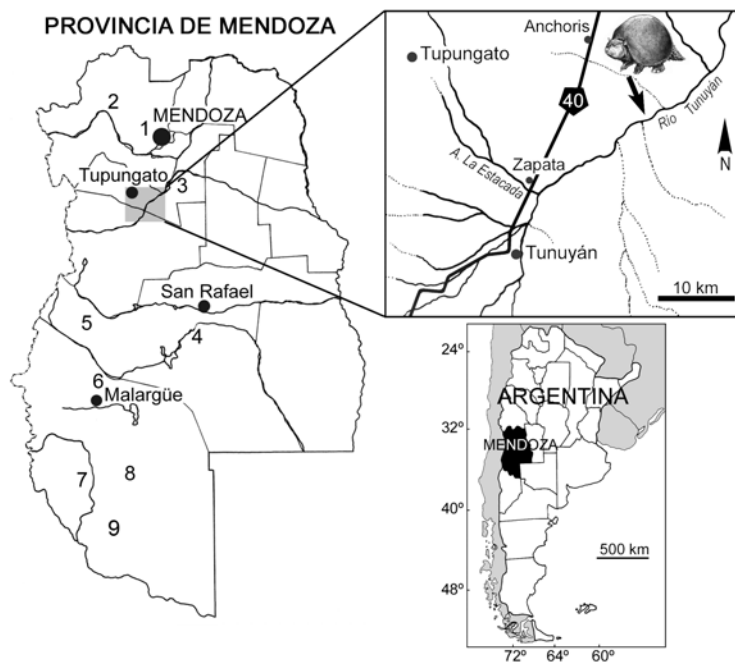 PROVINCIA DE MENDOZA
2
1
MENDOZA
Tupungato
3
San Rafael
5
4
6
Malargüe
7
8
9
Anchoris
Tupungato
40
Río Tunuyán
N
A. La Estacada
Zapata
Tunuyán
10 km
24º
ARGENTINA
32º
MENDOZA
40º
500 km
48º
72º 64º 60º